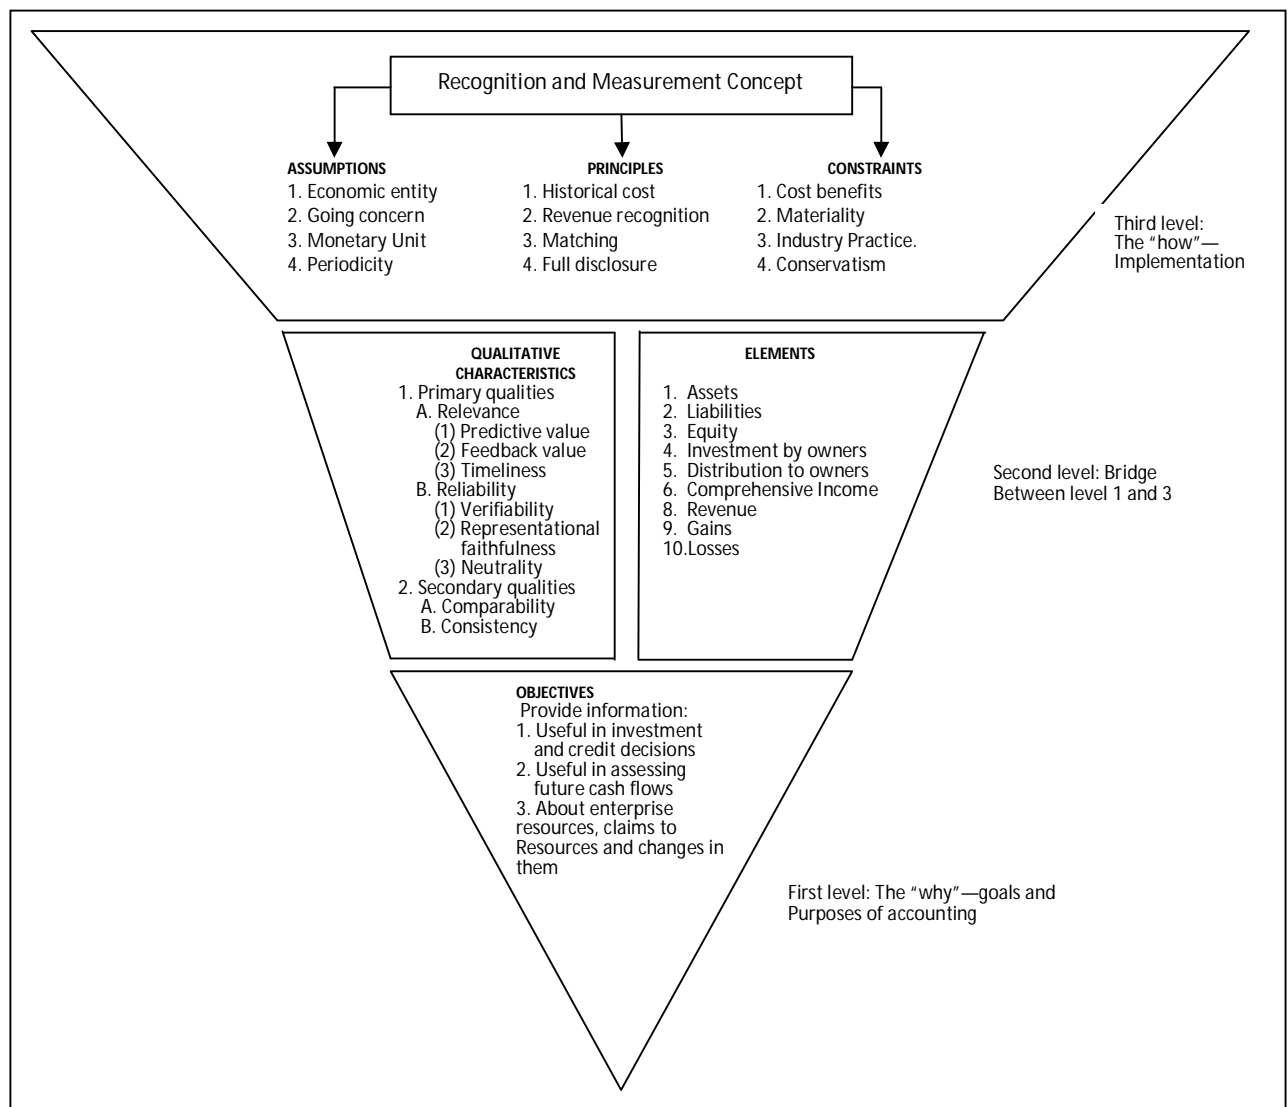 Recognition and Measurement Concept
ASSUMPTIONS
1. Economic entity
2. Going concern
3. Monetary Unit
4. Periodicity
PRINCIPLES
1. Historical cost
2. Revenue recognition
3. Matching
4. Full disclosure
CONSTRAINTS
1. Cost benefits
2. Materiality
3. Industry Practice.
4. Conservatism
Third level:
The “how”—
Implementation
QUALITATIVE
CHARACTERISTICS
1. Primary qualities
A. Relevance
(1) Predictive value
(2) Feedback value
(3) Timeliness
B. Reliability
(1) Verifiability
(2) Representational
faithfulness
(3) Neutrality
2. Secondary qualities
A. Comparability
B. Consistency
ELEMENTS
1. Assets
2. Liabilities
3. Equity
4. Investment by owners
5. Distribution to owners
6. Comprehensive Income
8. Revenue
9. Gains
10.Losses
Second level: Bridge
Between level 1 and 3
OBJECTIVES
Provide information:
1. Useful in investment
and credit decisions
2. Useful in assessing
future cash flows
3. About enterprise
resources, claims to
Resources and changes in
them
First level: The “why”—goals and
Purposes of accounting